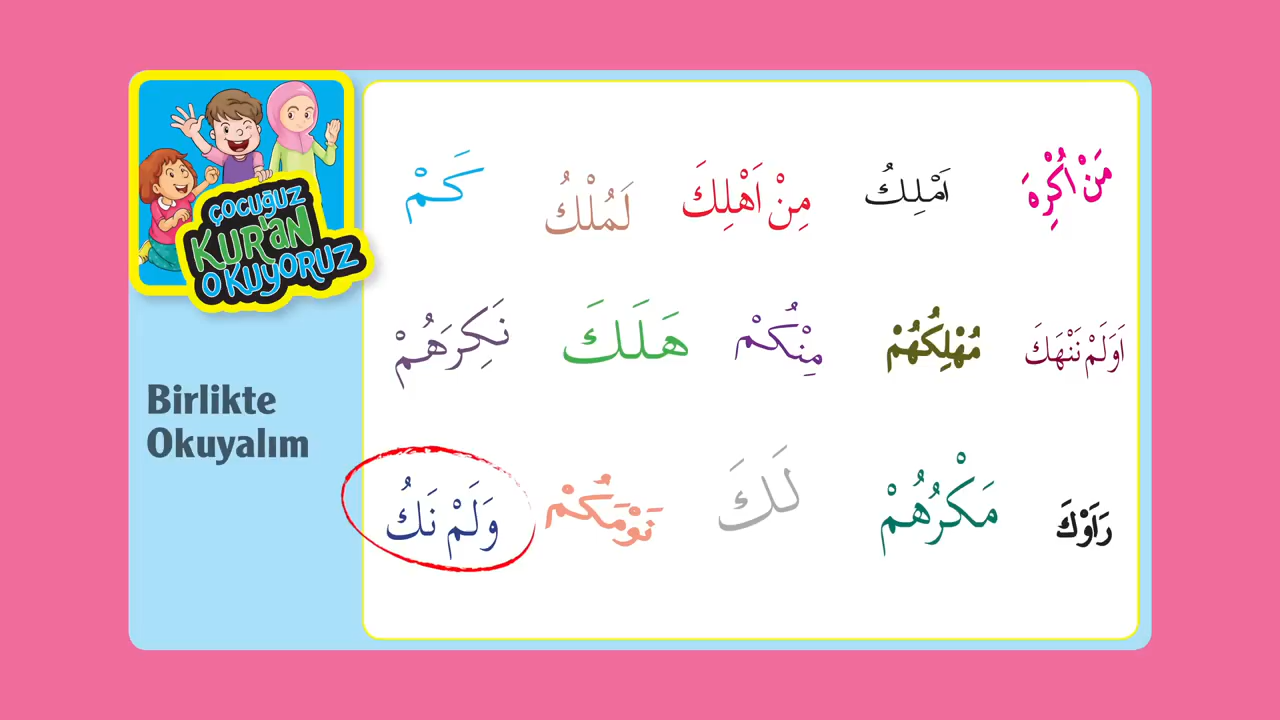 ÇOCUĞUZ
KUR'AN
OKUYORUZ
Birlikte
Okuyalım
مَنْ اُكْرِهَ اَمْلِكُ مِنْ اَهْلِكَ لَمُلْكُ كَمْ
اَوَلَمْ نَنْهَكَ مُهْلِكُهُمْ مِنْكُمْ هَلَكَ نَكِرَهُمْ
رَاَوْكَ مَكْرُهُمْ لَكَ نَوْمَكُمْ وَلَمْ نَكُ